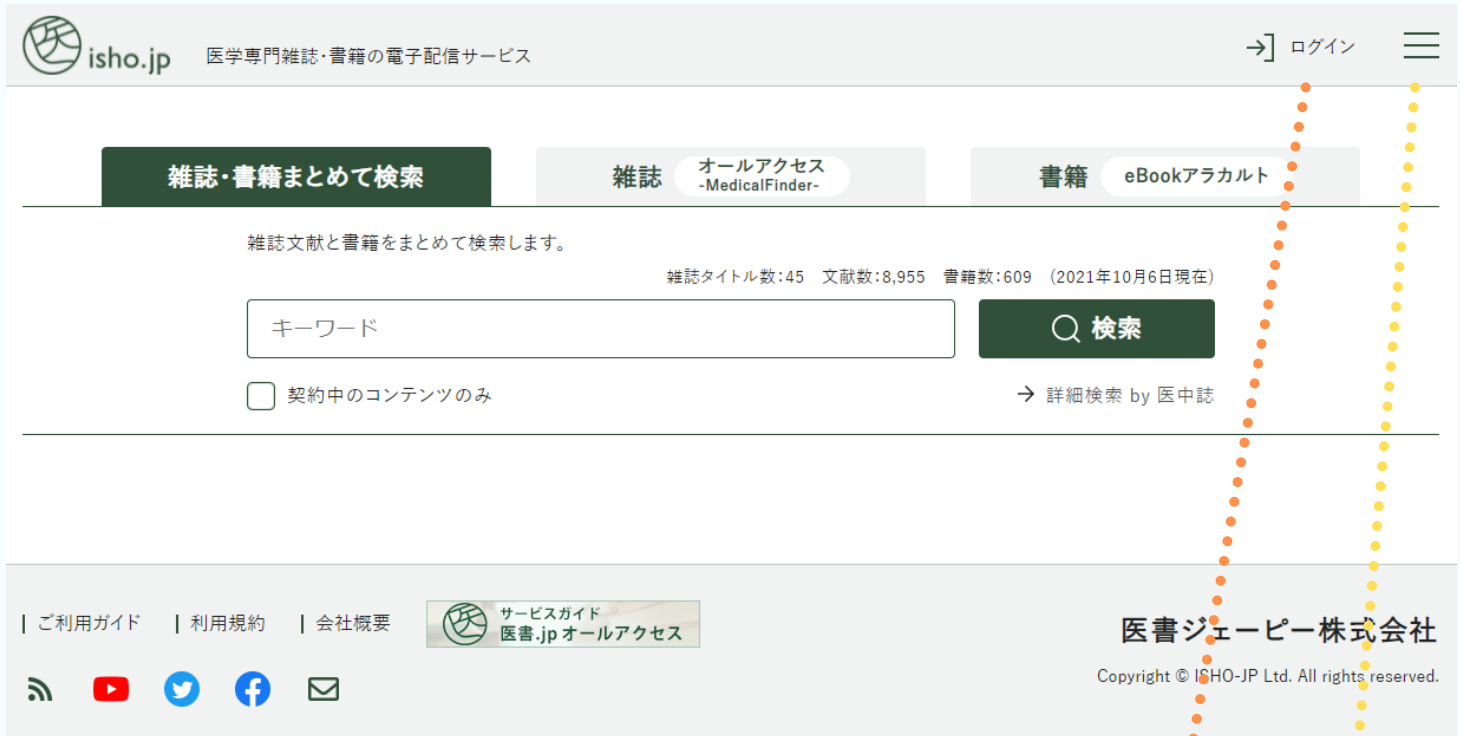 医 isho.jp 医学専門雑誌・書籍の電子配信サービス ログイン
雑誌・書籍まとめて検索
雑誌 オールアクセス
-MedicalFinder-
書籍 eBookアラカルト
雑誌文献と書籍をまとめて検索します。
雑誌タイトル数:45 文献数:8,955 書籍数:609 (2021年10月6日現在)
キーワード 検索
契約中のコンテンツのみ → 詳細検索 by 医中誌
ご利用ガイド | 利用規約 | 会社概要
医 サービスガイド
医書.jp オールアクセス
医書ジェーピー株式会社
Copyright © ISHO-JP Ltd. All rights reserved.